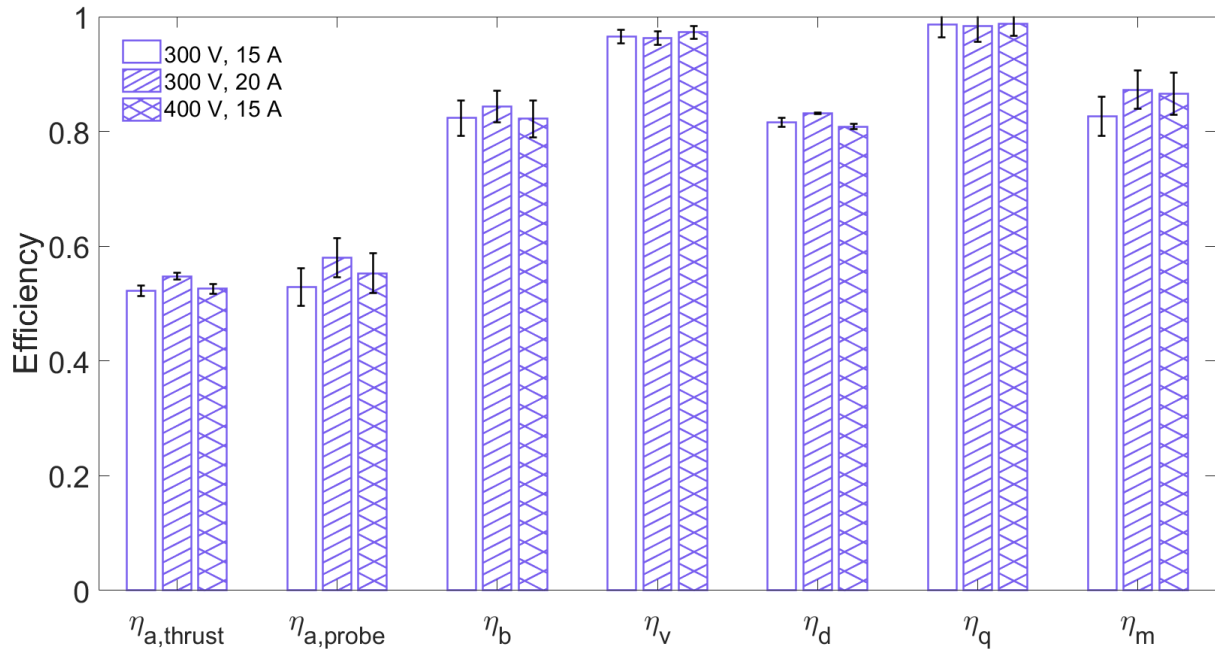 1
0.8
0.6
0.4
0.2
0
Efficiency
300 V, 15 A
300 V, 20 A
400 V, 15 A
ηa,thrust
ηa,probe
ηb
ηv
ηd
ηq
ηm